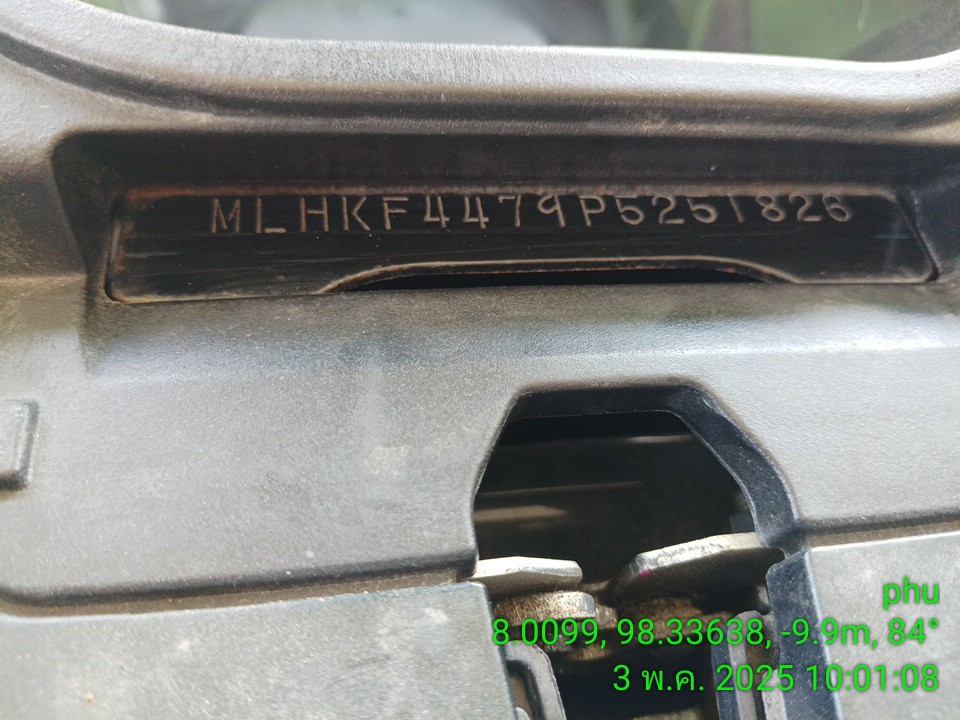 MLHKF4479P5251826
phu
8.0099, 98.33638, -9.9m, 84°
3 พ.ค. 2025 10:01:08